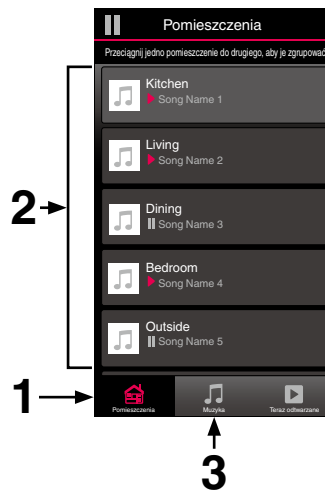 Pomieszczenia
Przeciągnij jedno pomieszczenie do drugiego, aby je zgrupować
Kitchen
Song Name 1
Living
Song Name 2
Dining
Song Name 3
Bedroom
Song Name 4
Outside
Song Name 5
2
1
Pomieszczenia
Muzyka
Teraz odtwarzane
3